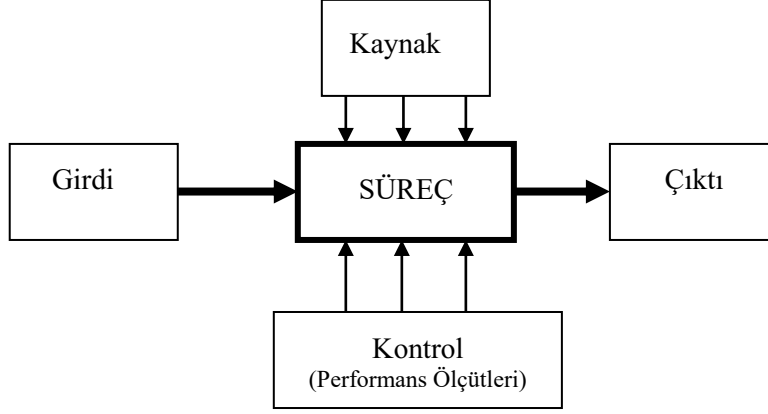 Kaynak
Girdi
SÜREÇ
Çıktı
Kontrol
(Performans Ölçütleri)